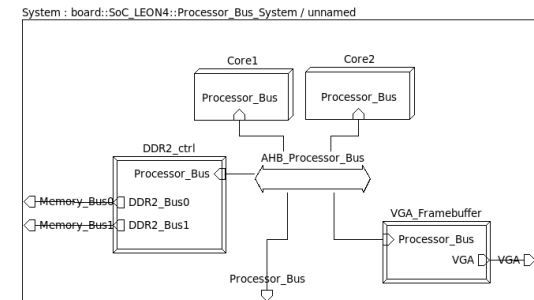 System : board::SoC_LEON4::Processor_Bus_System / unnamed
Core1
Core2
Processor_Bus
Processor_Bus
DDR2_ctrl
AHB_Processor_Bus
Processor_Bus
Memory_Bus0
DDR2_Bus0
Memory_Bus1
DDR2_Bus1
VGA_Framebuffer
Processor_Bus
VGA
VGA
Processor_Bus